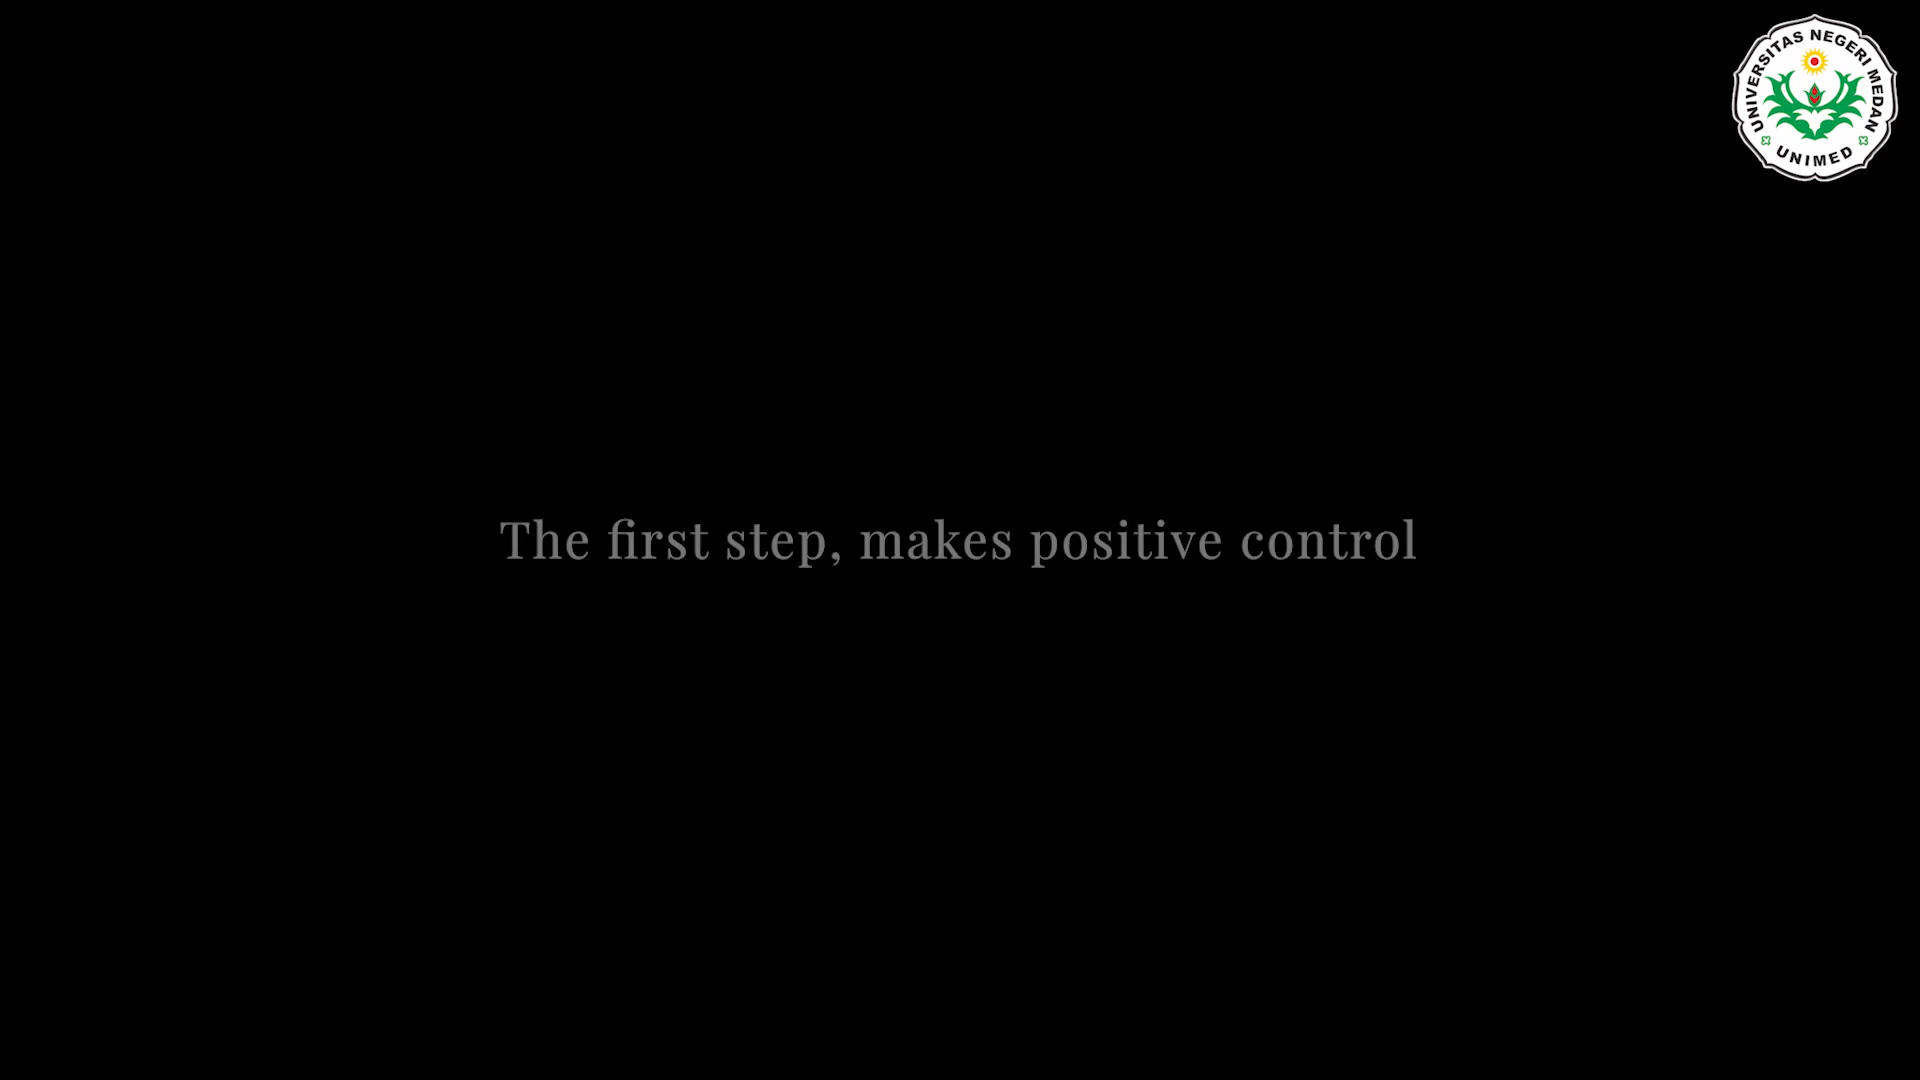 UNIVERSITAS NEGERI MEDAN
UNIMED
The first step, makes positive control